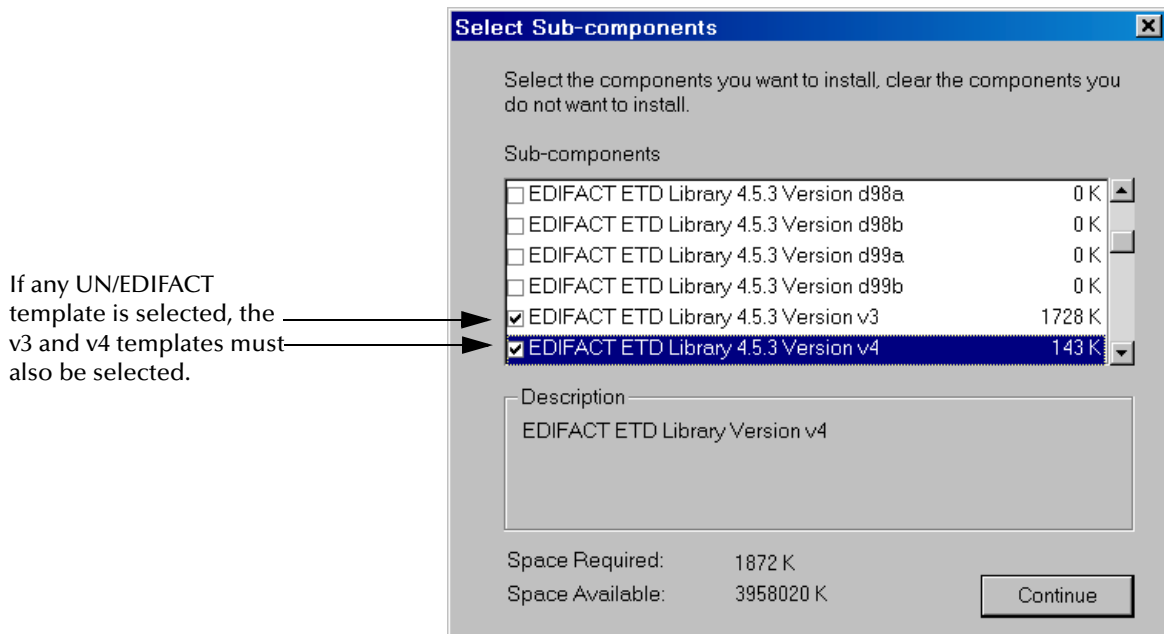 Select Sub-components
Select the components you want to install, clear the components you
do not want to install.
Sub-components
EDIFACT ETD Library 4.5.3 Version d98a 0 K
EDIFACT ETD Library 4.5.3 Version d98b 0 K
EDIFACT ETD Library 4.5.3 Version d99a 0 K
EDIFACT ETD Library 4.5.3 Version d99b 0 K
EDIFACT ETD Library 4.5.3 Version v3 1728 K
EDIFACT ETD Library 4.5.3 Version v4 143 K
If any UN/EDIFACT
template is selected, the
v3 and v4 templates must
also be selected.
Description
EDIFACT ETD Library Version v4
Space Required: 1872 K
Space Available: 3958020 K
Continue